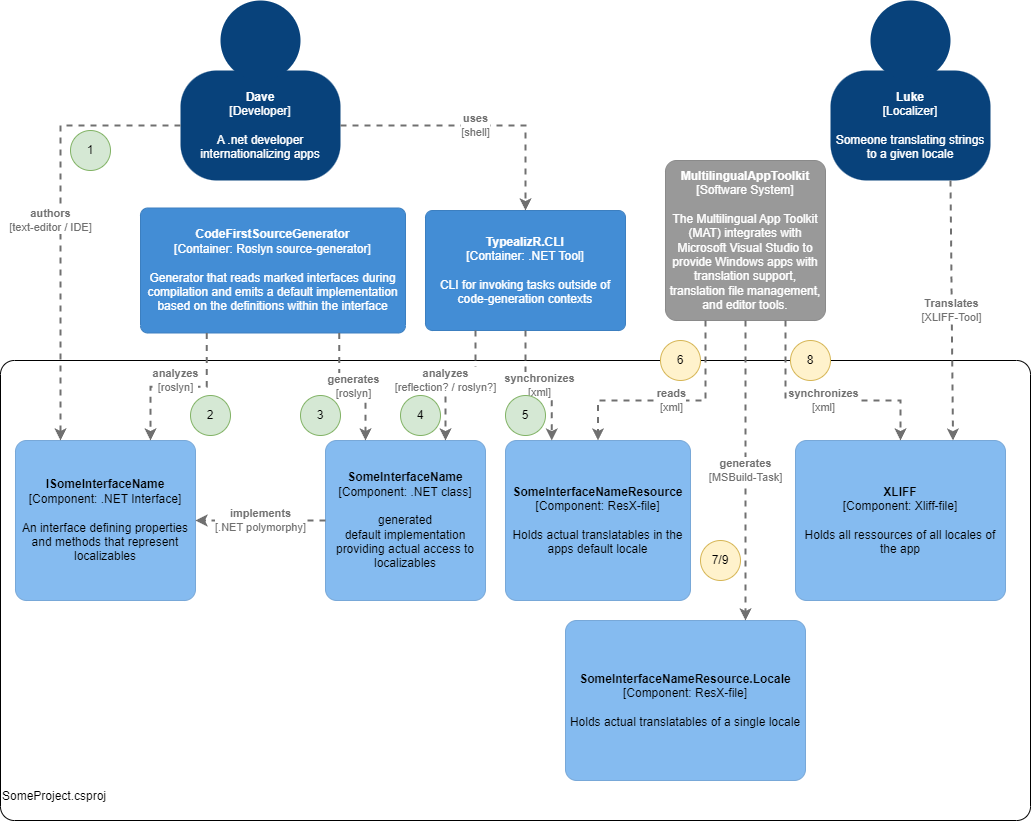 Dave
[Developer]
A .net developer
internationalizing apps
Luke
[Localizer]
Someone translating strings
to a given locale
uses
[shell]
1
authors
[text-editor / IDE]
CodeFirstSourceGenerator
[Container: Roslyn source-generator]
Generator that reads marked interfaces during
compilation and emits a default implementation
based on the definitions within the interface
TypealizR.CLI
[Container: .NET Tool]
CLI for invoking tasks outside of
code-generation contexts
MultilingualAppToolkit
[Software System]
The Multilingual App Toolkit
(MAT) integrates with
Microsoft Visual Studio to
provide Windows apps with
translation support,
translation file management,
and editor tools.
Translates
[XLIFF-Tool]
analyzes
[roslyn]
2
generates
[roslyn]
3
analyzes
[reflection? / roslyn?]
4
synchronizes
[xml]
5
6
reads
[xml]
8
synchronizes
[xml]
generates
[MSBuild-Task]
7/9
ISomeInterfaceName
[Component: .NET Interface]
An interface defining properties
and methods that represent
localizables
implements
[.NET polymorphy]
SomeInterfaceName
[Component: .NET class]
generated
default implementation
providing actual access to
localizables
SomeInterfaceNameResource
[Component: ResX-file]
Holds actual translatables in the
apps default locale
XLIFF
[Component: Xliff-file]
Holds all ressources of all locales of
the app
SomeInterfaceNameResource.Locale
[Component: ResX-file]
Holds actual translatables of a single locale
SomeProject.csproj